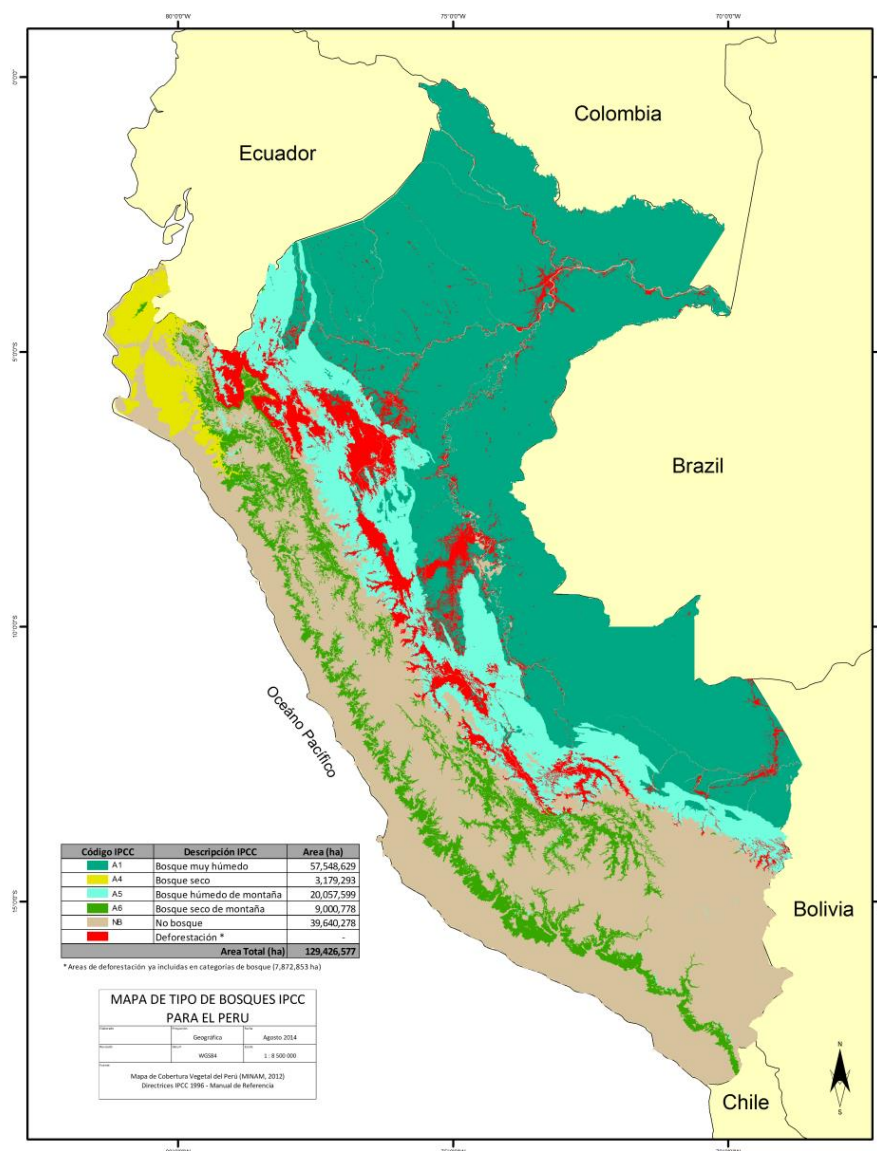 80°0'0"W 75°0'0"W 70°0'0"W
0°0'0"
Colombia
Ecuador
5°0'0"S
Brazil
10°0'0"S
Oceáno Pacífico
Código IPCC Descripción IPCC Area (ha)
A1 Bosque muy húmedo 57,548,629
A4 Bosque seco 3,179,293
A5 Bosque húmedo de montaña 20,057,599
A6 Bosque seco de montaña 9,000,778
NB No bosque 39,640,278
Deforestación * -
Area Total (ha) 129,426,577
* Areas de deforestación ya incluidas en categorías de bosque (7,872,853 ha)
15°0'0"S
Bolivia
MAPA DE TIPO DE BOSQUES IPCC
PARA EL PERU
Geográfica Agosto 2014
WGS84 1 : 8 500 000
Mapa de Cobertura Vegetal del Perú (MINAM, 2012)
Directrices IPCC 1996 - Manual de Referencia
N
S
Chile